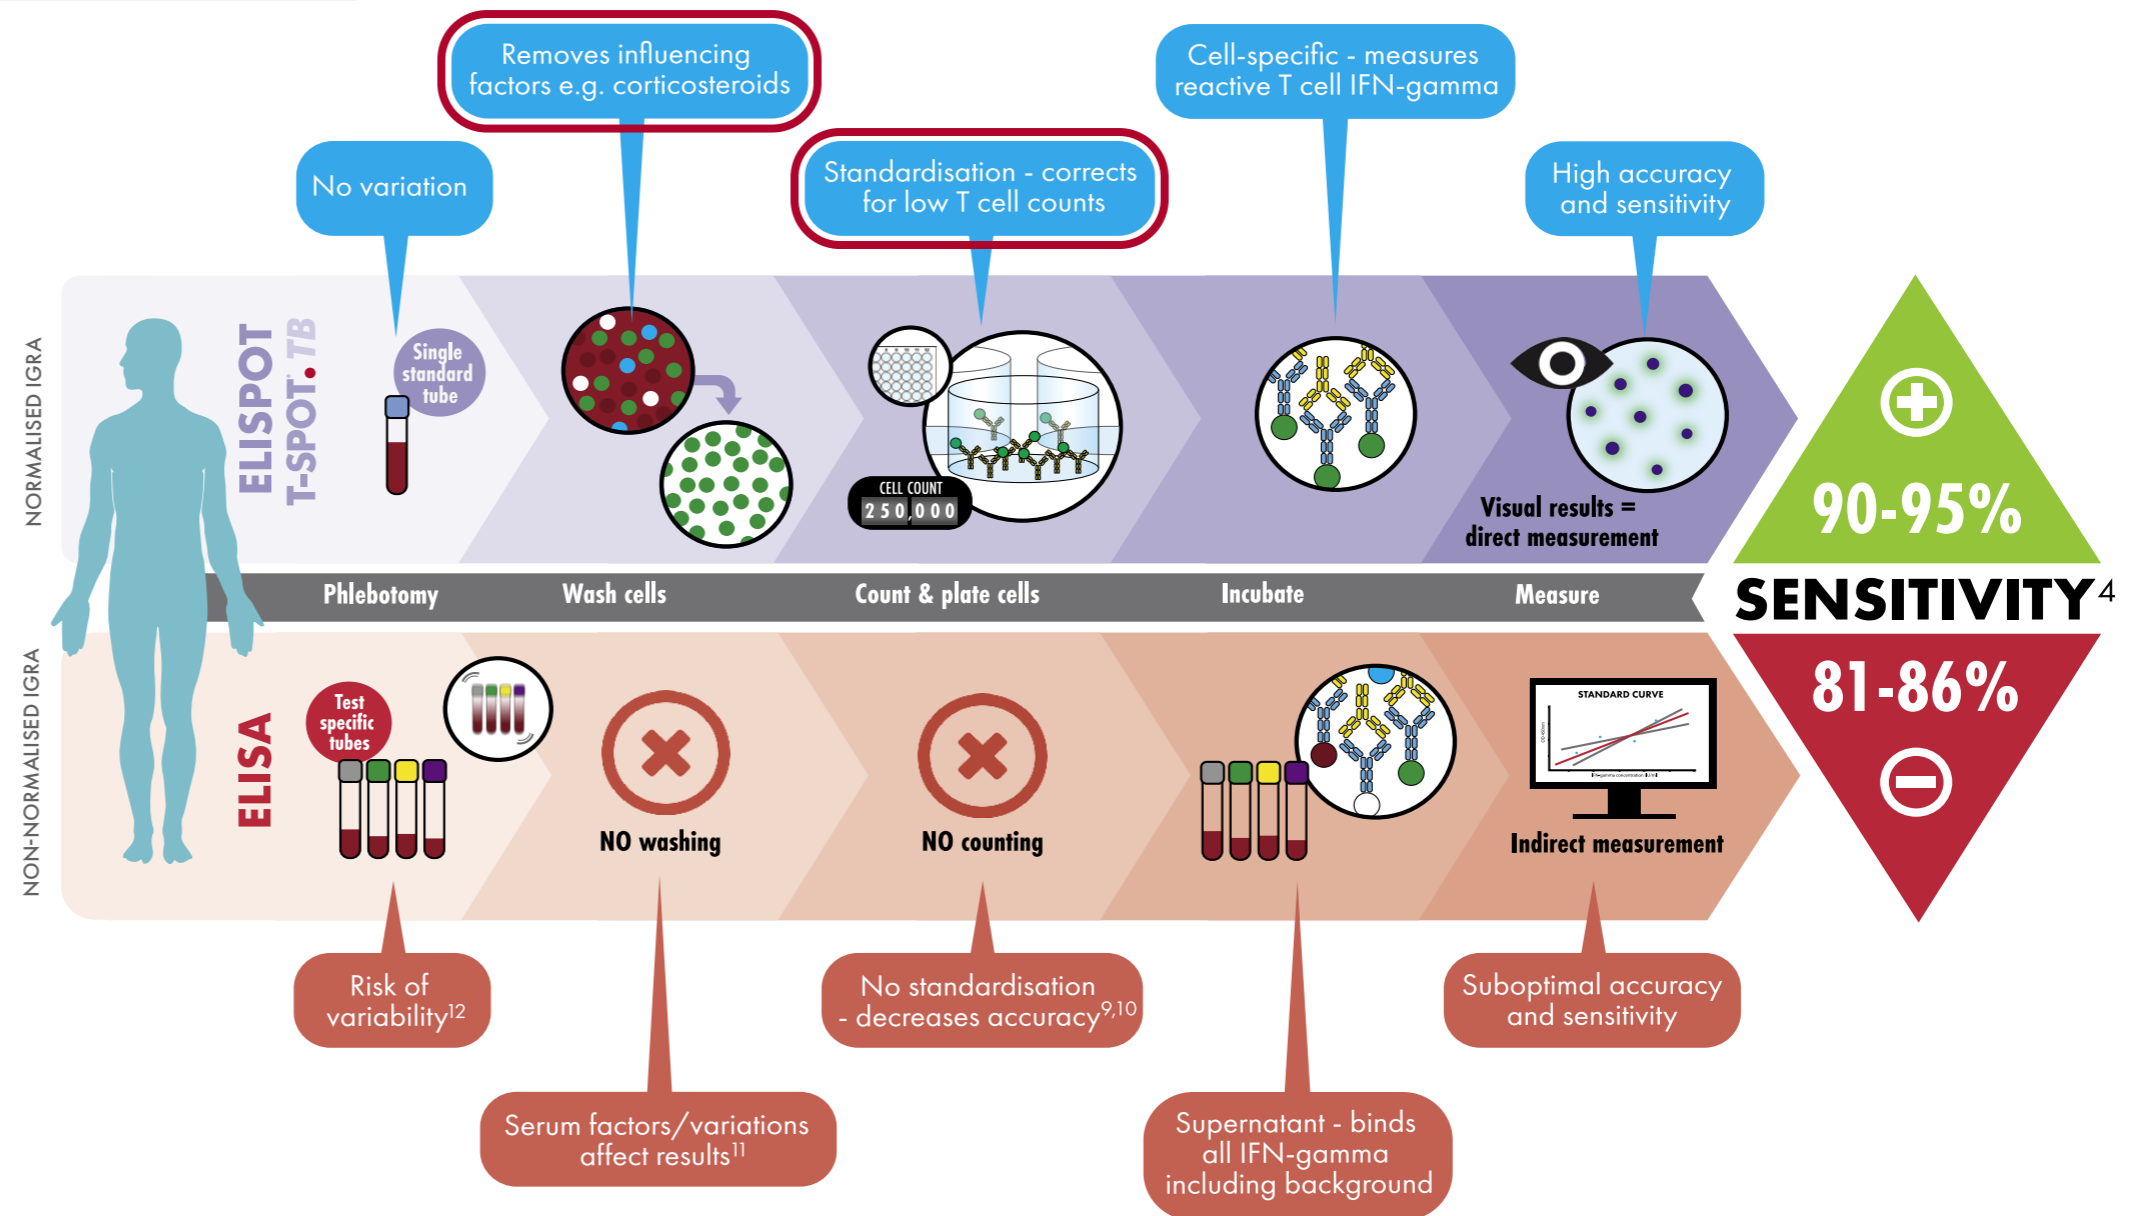 Removes influencing
factors e.g. corticosteroids
Cell-specific - measures
reactive T cell IFN-gamma
No variation
Standardisation - corrects
for low T cell counts
High accuracy
and sensitivity
NORMALISED IGRA
ELISPOT
T-SPOT.TB
Single
standard
tube
CELL COUNT
250,000
Visual results =
direct measurement
90-95%
Phlebotomy
Wash cells
Count & plate cells
Incubate
Measure
SENSITIVITY4
NON-NORMALISED IGRA
ELISA
Test
specific
tubes
NO washing
NO counting
STANDARD CURVE
Indirect measurement
81-86%
Risk of
variability12
No standardisation
- decreases accuracy9,10
Suboptimal accuracy
and sensitivity
Serum factors/variations
affect results11
Supernatant - binds
all IFN-gamma
including background